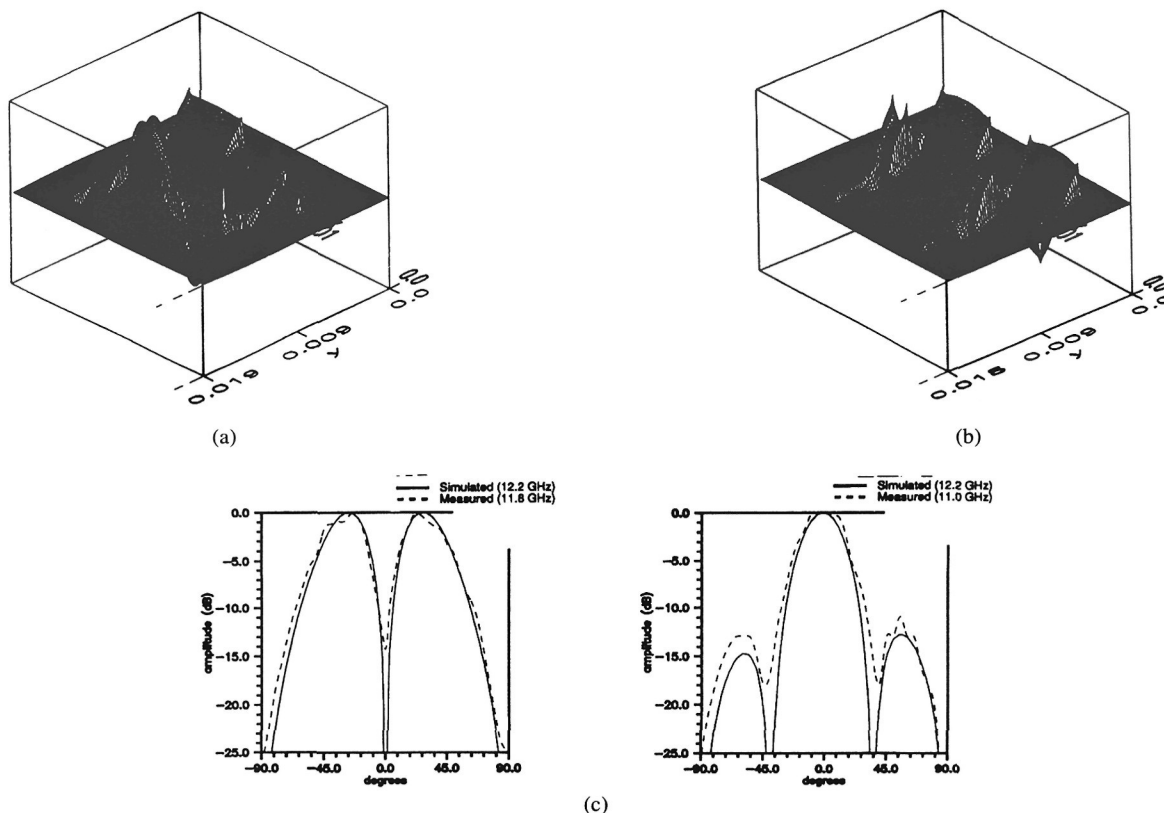 0.019
0.009
y
0.0
(a)
0.015
0.009
y
(b)
Simulated (12.2 GHz)
Measured (11.8 GHz)
0.0
-5.0
-10.0
-15.0
-20.0
-25.0
amplitude (dB)
-90.0 -45.0 0.0 45.0 90.0
degrees
Simulated (12.2 GHz)
Measured (11.0 GHz)
0.0
-5.0
-10.0
-15.0
-20.0
-25.0
amplitude (dB)
-90.0 -45.0 0.0 45.0 90.0
degrees
(c)